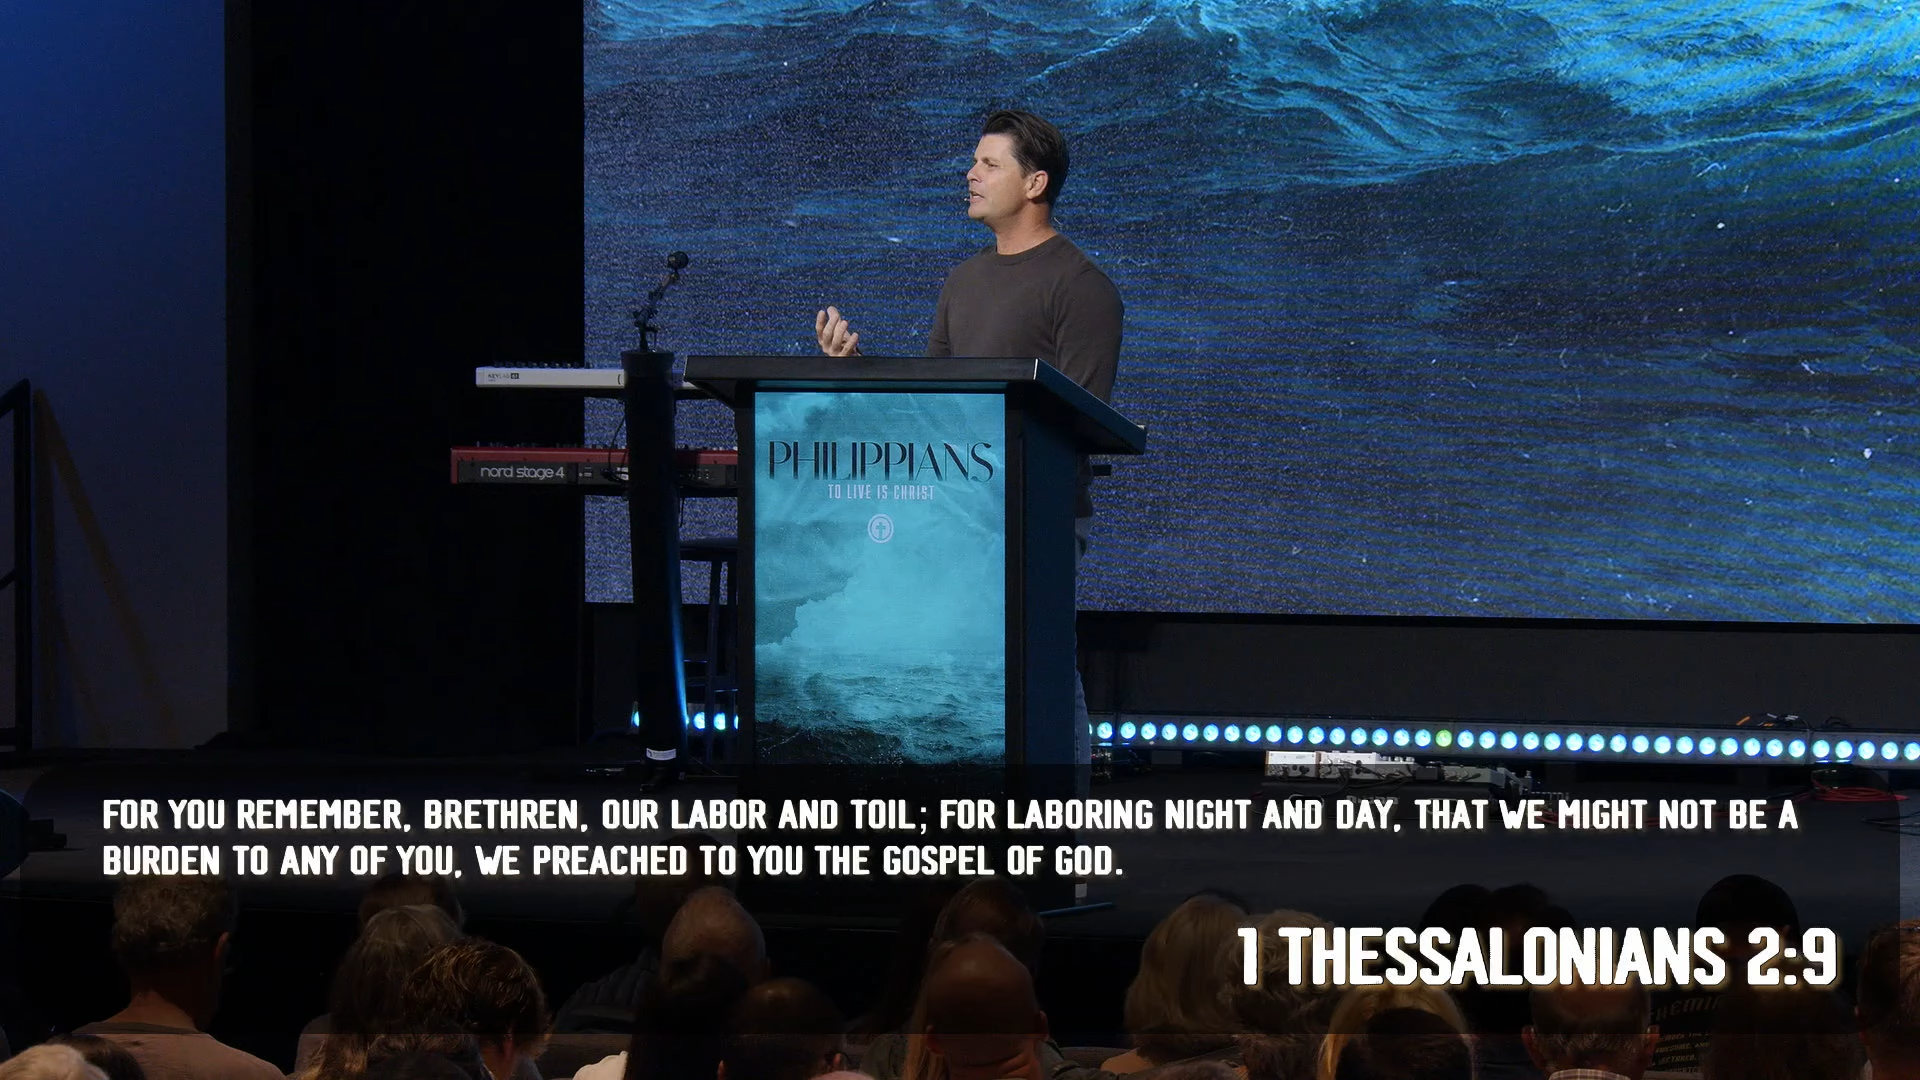 KEYLAB 61
nord stage 4
PHILIPPIANS
TO LIVE IS CHRIST
FOR YOU REMEMBER, BRETHREN, OUR LABOR AND TOIL; FOR LABORING NIGHT AND DAY, THAT WE MIGHT NOT BE A
BURDEN TO ANY OF YOU, WE PREACHED TO YOU THE GOSPEL OF GOD.
1 THESSALONIANS 2:9